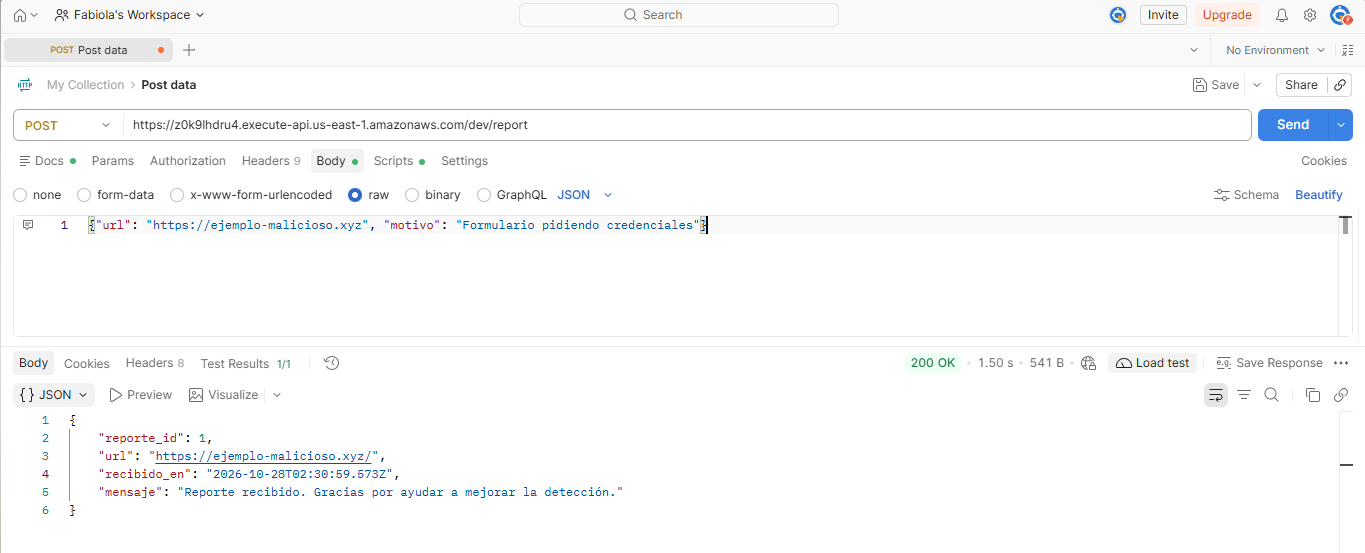 Fabiola's Workspace Search Invite Upgrade
POST Post data No Environment
HTTP My Collection > Post data Save Share
POST https://z0k9lhdru4.execute-api.us-east-1.amazonaws.com/dev/report Send
Docs Params Authorization Headers 9 Body Scripts Settings Cookies
none form-data x-www-form-urlencoded raw binary GraphQL JSON Schema Beautify
1 {"url": "https://ejemplo-malicioso.xyz", "motivo": "Formulario pidiendo credenciales"}
Body Cookies Headers 8 Test Results 1/1 200 OK • 1.50 s • 541 B • Load test e.g. Save Response
{} JSON Preview Visualize
1 {
2 "reporte_id": 1,
3 "url": "https://ejemplo-malicioso.xyz/",
4 "recibido_en": "2026-10-28T02:30:59.573Z",
5 "mensaje": "Reporte recibido. Gracias por ayudar a mejorar la detección."
6 }